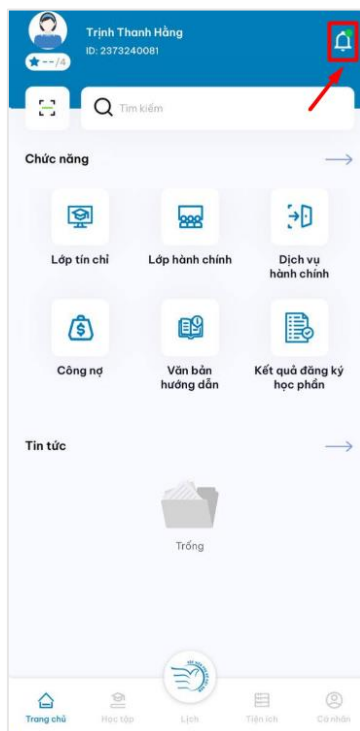 Trịnh Thanh Hằng
ID: 2373240081
--/4
Tìm kiếm
Chức năng
Lớp tín chỉ
Lớp hành chính
Dịch vụ
hành chính
Công nợ
Văn bản
hướng dẫn
Kết quả đăng ký
học phần
Tin tức
Trống
Trang chủ
Học tập
Lịch
Tiện ích
Cá nhân